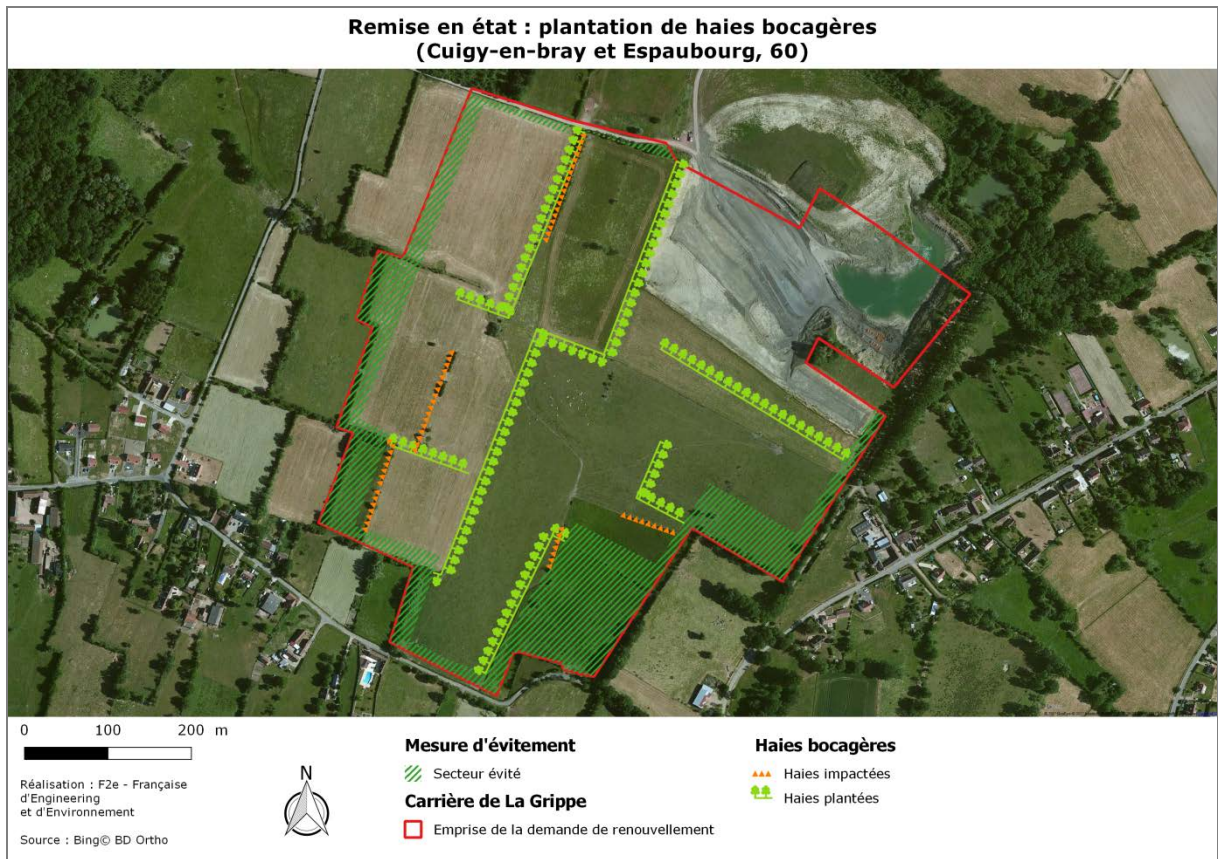 Remise en état : plantation de haies bocagères
(Cuigy-en-bray et Espaubourg, 60)
0 100 200 m
Réalisation : F2e - Française
d'Engineering
et d'Environnement
Source : Bing© BD Ortho
N
Mesure d'évitement
Secteur évité
Carrière de La Grippe
Emprise de la demande de renouvellement
Haies bocagères
Haies impactées
Haies plantées